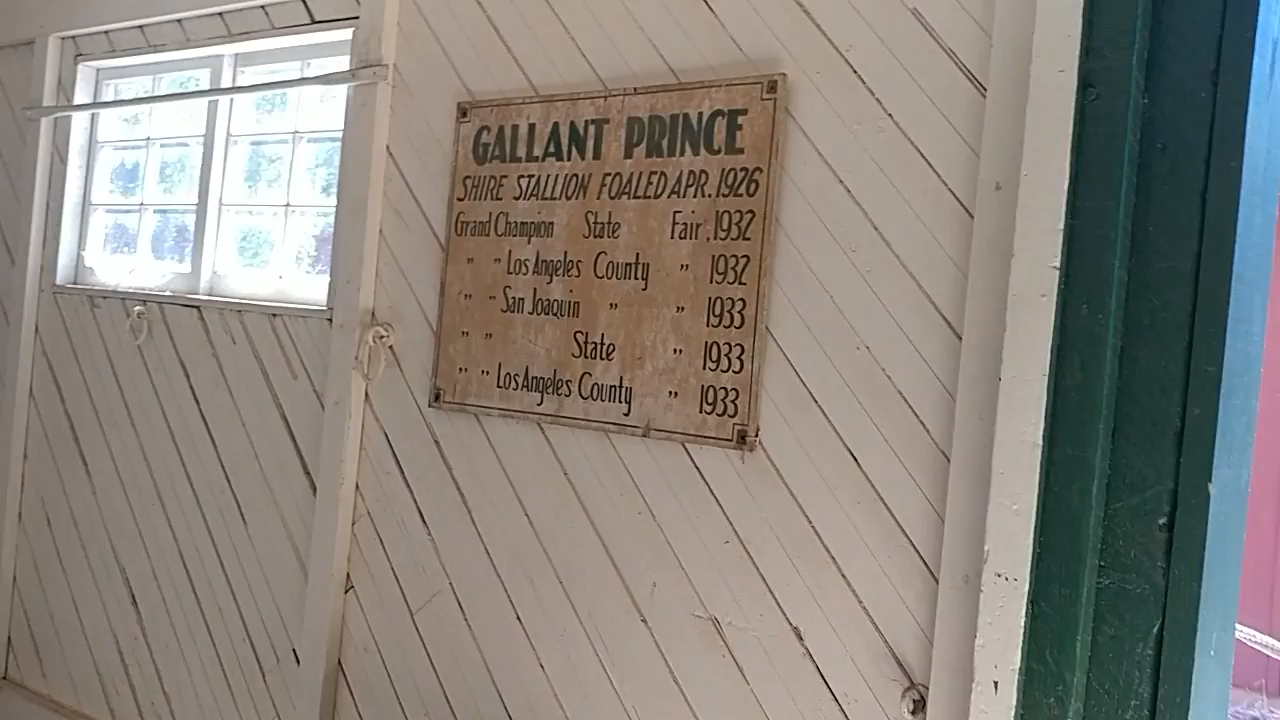 GALLANT PRINCE
SHIRE STALLION FOALED APR. 1926
Grand Champion State Fair, 1932
" " Los Angeles County " 1932
" " San Joaquin " " 1933
" " State " 1933
" " Los Angeles County " 1933